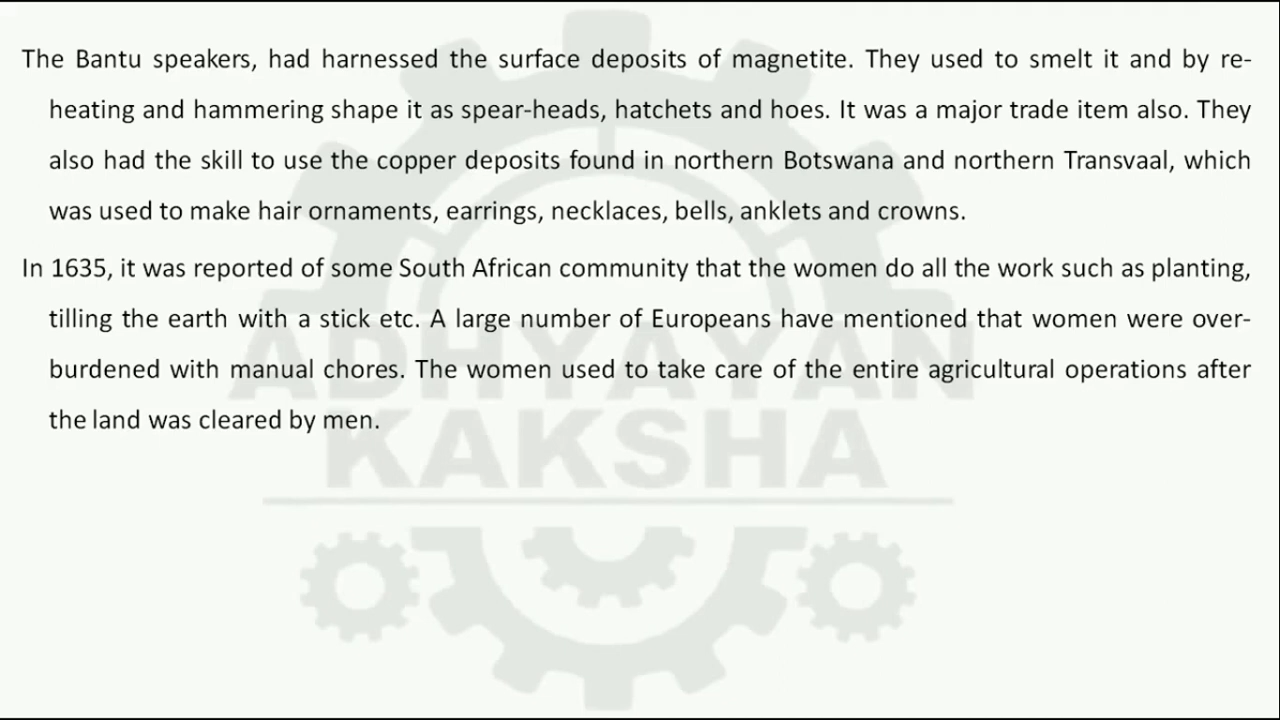 The Bantu speakers, had harnessed the surface deposits of magnetite. They used to smelt it and by re-
heating and hammering shape it as spear-heads, hatchets and hoes. It was a major trade item also. They
also had the skill to use the copper deposits found in northern Botswana and northern Transvaal, which
was used to make hair ornaments, earrings, necklaces, bells, anklets and crowns.
In 1635, it was reported of some South African community that the women do all the work such as planting,
tilling the earth with a stick etc. A large number of Europeans have mentioned that women were over-
burdened with manual chores. The women used to take care of the entire agricultural operations after
the land was cleared by men.
ADHYAYAN
KAKSHA